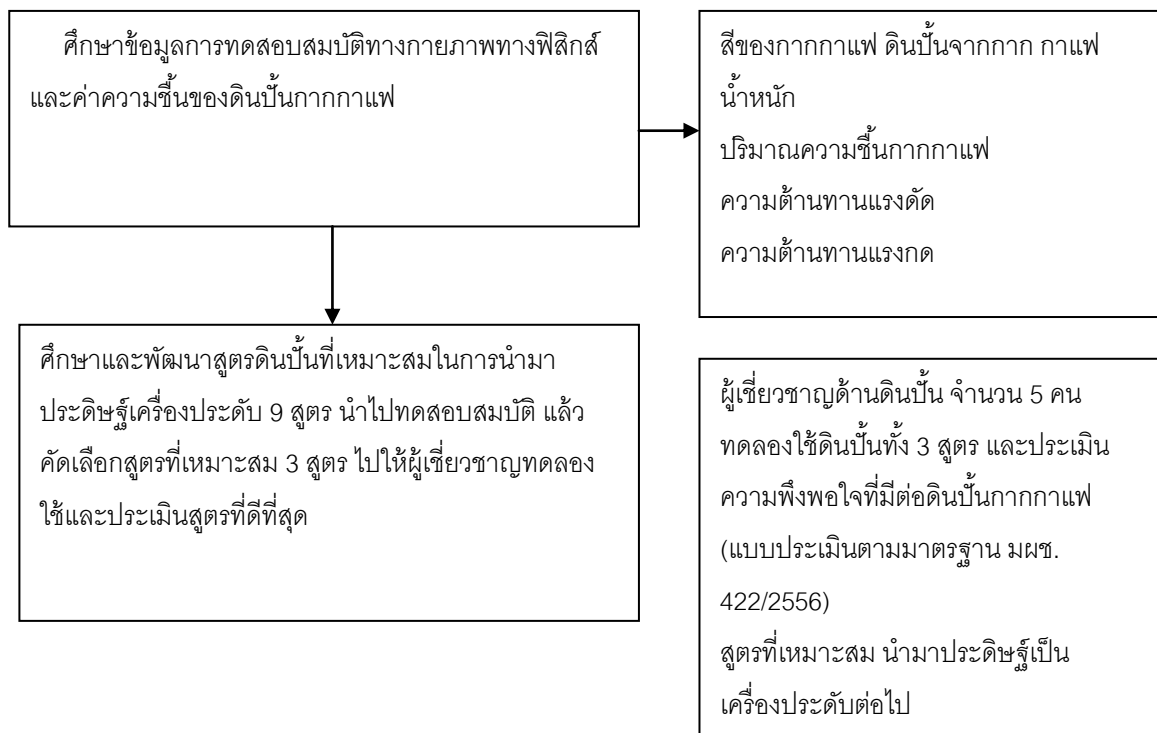 ศึกษาข้อมูลการทดสอบสมบัติทางกายภาพทางฟิสิกส์
และค่าความชื้นของดินปั้นกากกาแฟ
สีของกากกาแฟ ดินปั้นจากกาก กาแฟ
น้ำหนัก
ปริมาณความชื้นกากกาแฟ
ความต้านทานแรงดัด
ความต้านทานแรงกด
ศึกษาและพัฒนาสูตรดินปั้นที่เหมาะสมในการนำมา
ประดิษฐ์เครื่องประดับ 9 สูตร นำไปทดสอบสมบัติ แล้ว
คัดเลือกสูตรที่เหมาะสม 3 สูตร ไปให้ผู้เชี่ยวชาญทดลอง
ใช้และประเมินสูตรที่ดีที่สุด
ผู้เชี่ยวชาญด้านดินปั้น จำนวน 5 คน
ทดลองใช้ดินปั้นทั้ง 3 สูตร และประเมิน
ความพึงพอใจที่มีต่อดินปั้นกากกาแฟ
(แบบประเมินตามมาตรฐาน มผช.
422/2556)
สูตรที่เหมาะสม นำมาประดิษฐ์เป็น
เครื่องประดับต่อไป